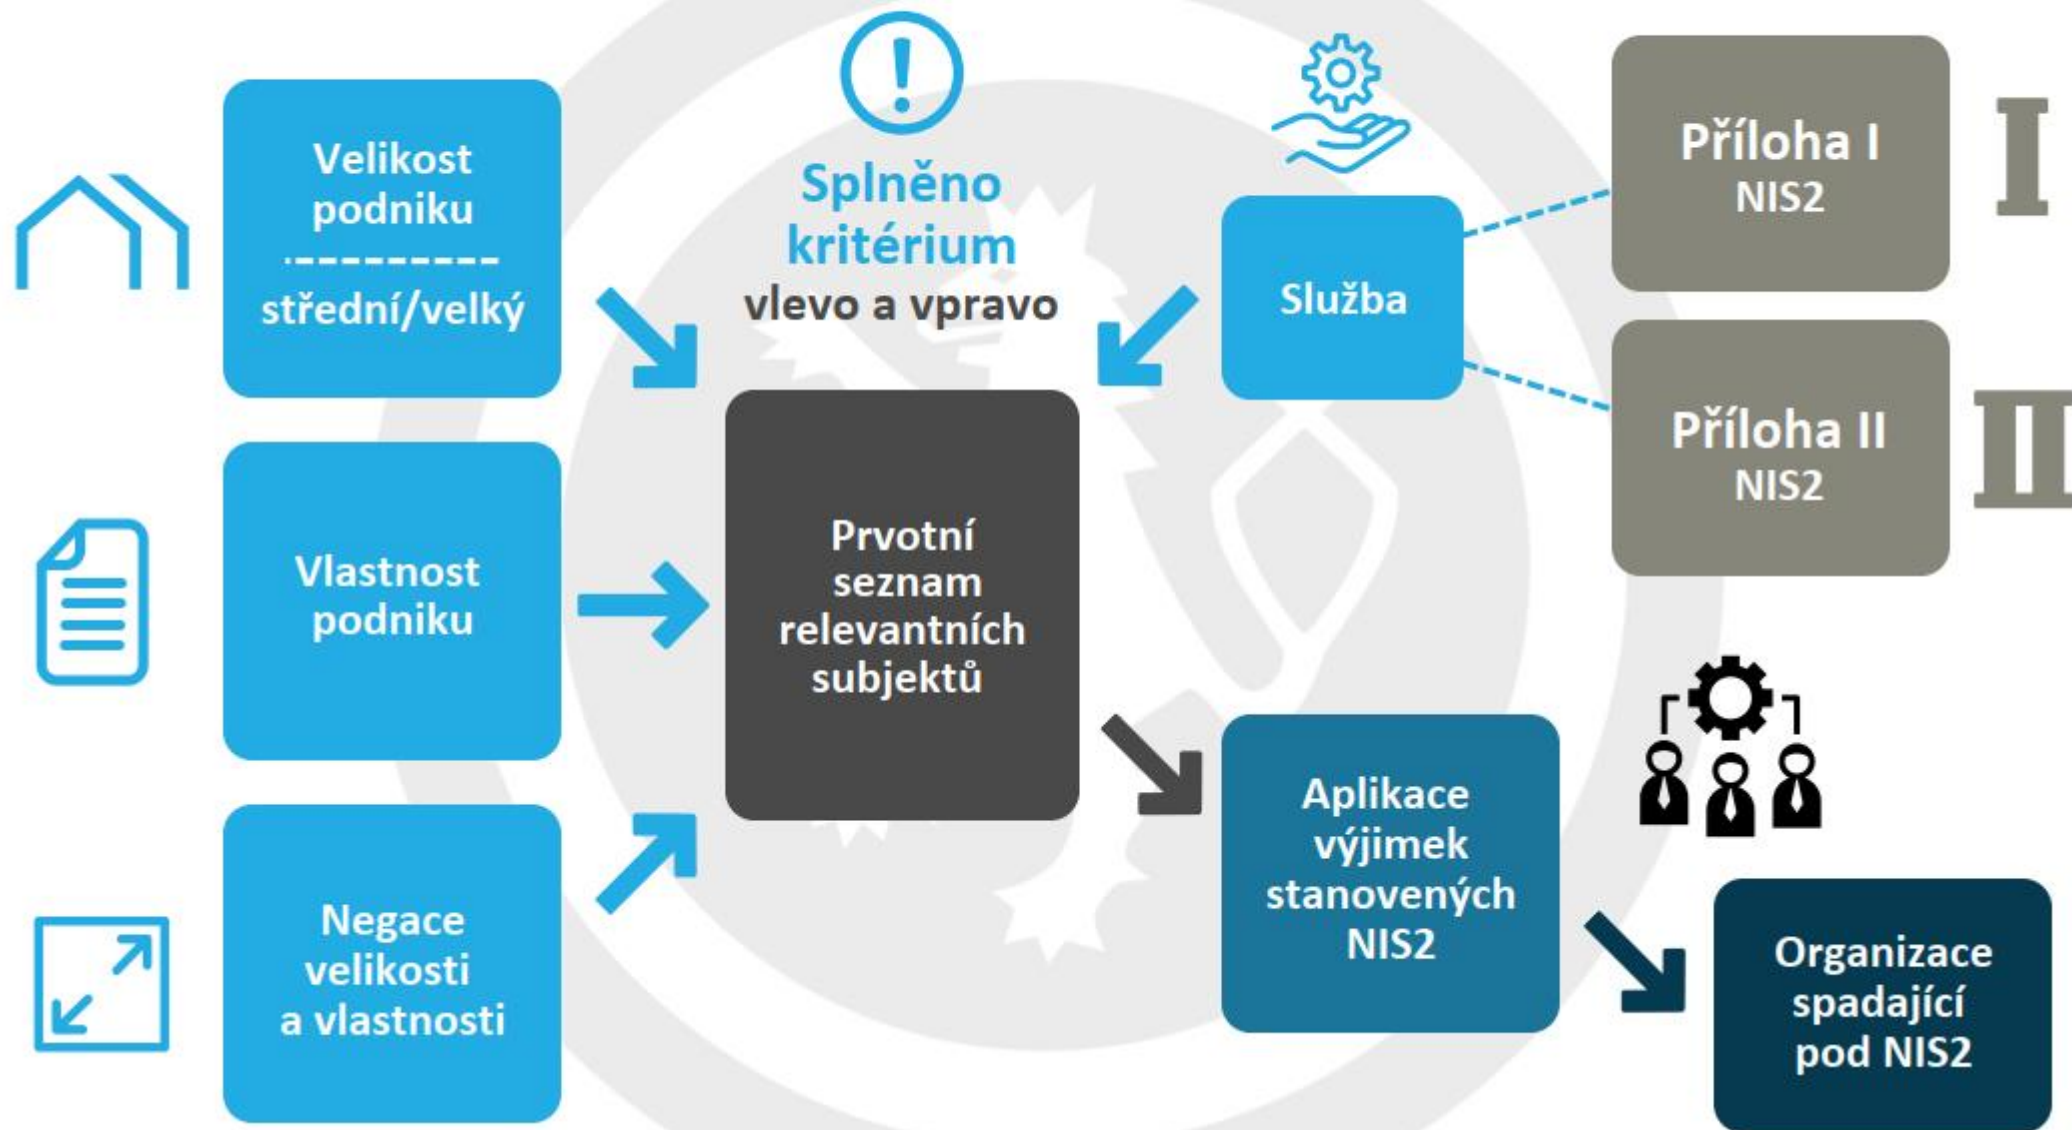 Velikost
podniku
střední/velký
Vlastnost
podniku
Negace
velikosti
a vlastnosti
Splněno
kritérium
vlevo a vpravo
Prvotní
seznam
relevantních
subjektů
Služba
Příloha I
NIS2
I
Příloha II
NIS2
II
Aplikace
výjimek
stanovených
NIS2
Organizace
spadající
pod NIS2